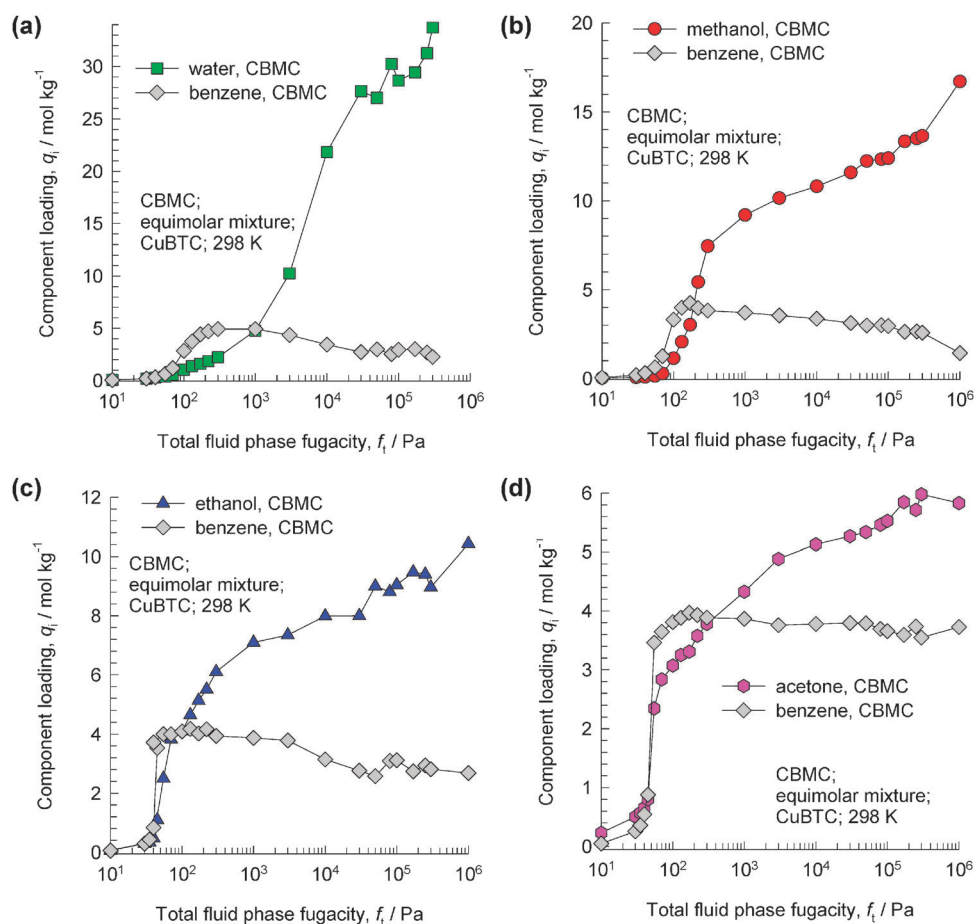 (a)
water, CBMC
benzene, CBMC
CBMC;
equimolar mixture;
CuBTC; 298 K
Component loading, qᵢ / mol kg⁻¹
0
5
10
15
20
25
30
10¹ 10² 10³ 10⁴ 10⁵ 10⁶
Total fluid phase fugacity, fₜ / Pa
(b)
methanol, CBMC
benzene, CBMC
CBMC;
equimolar mixture;
CuBTC; 298 K
Component loading, qᵢ / mol kg⁻¹
0
5
10
15
20
10¹ 10² 10³ 10⁴ 10⁵ 10⁶
Total fluid phase fugacity, fₜ / Pa
(c)
ethanol, CBMC
benzene, CBMC
CBMC;
equimolar mixture;
CuBTC; 298 K
Component loading, qᵢ / mol kg⁻¹
0
2
4
6
8
10
12
10¹ 10² 10³ 10⁴ 10⁵ 10⁶
Total fluid phase fugacity, fₜ / Pa
(d)
acetone, CBMC
benzene, CBMC
CBMC;
equimolar mixture;
CuBTC; 298 K
Component loading, qᵢ / mol kg⁻¹
0
1
2
3
4
5
6
10¹ 10² 10³ 10⁴ 10⁵ 10⁶
Total fluid phase fugacity, fₜ / Pa